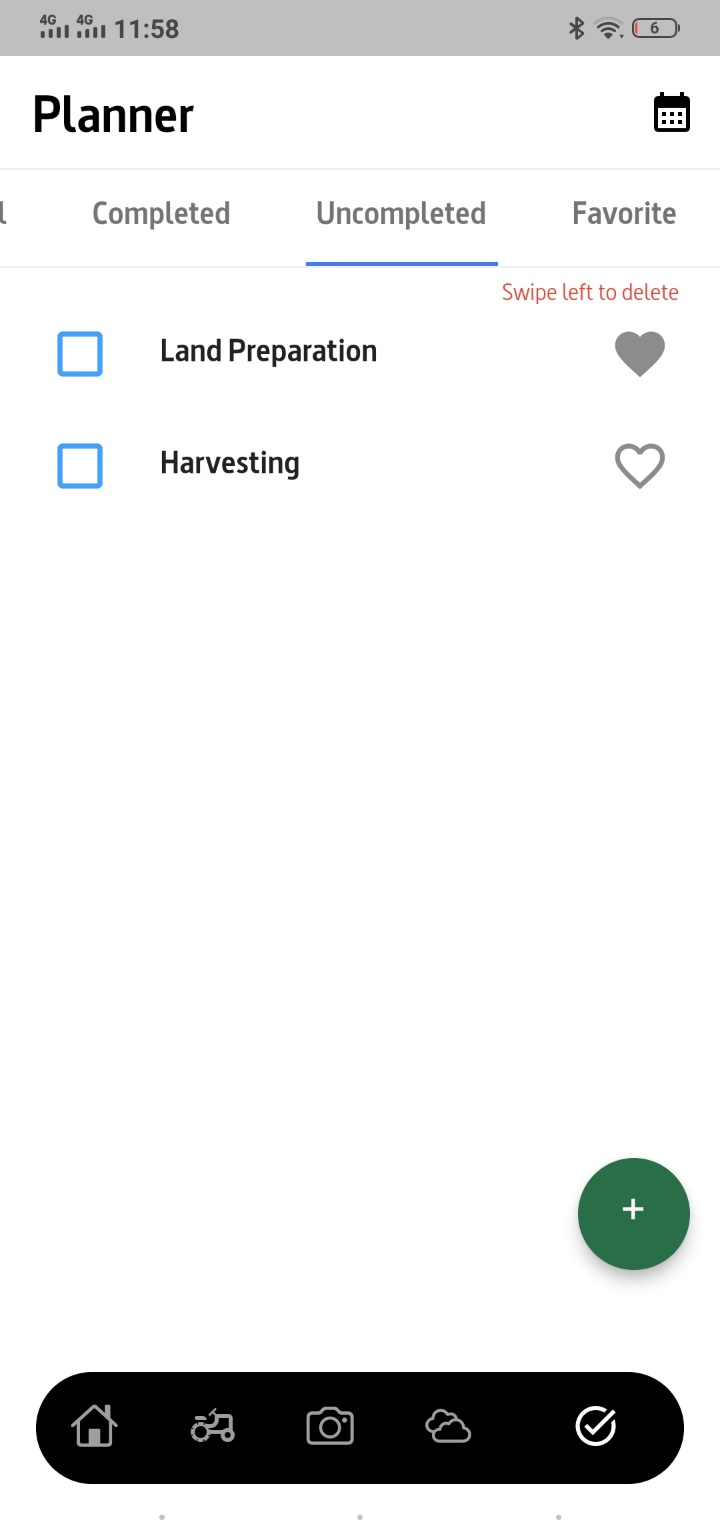 4G 4G 11:58 6
Planner
l Completed Uncompleted Favorite
Swipe left to delete
Land Preparation
Harvesting
+